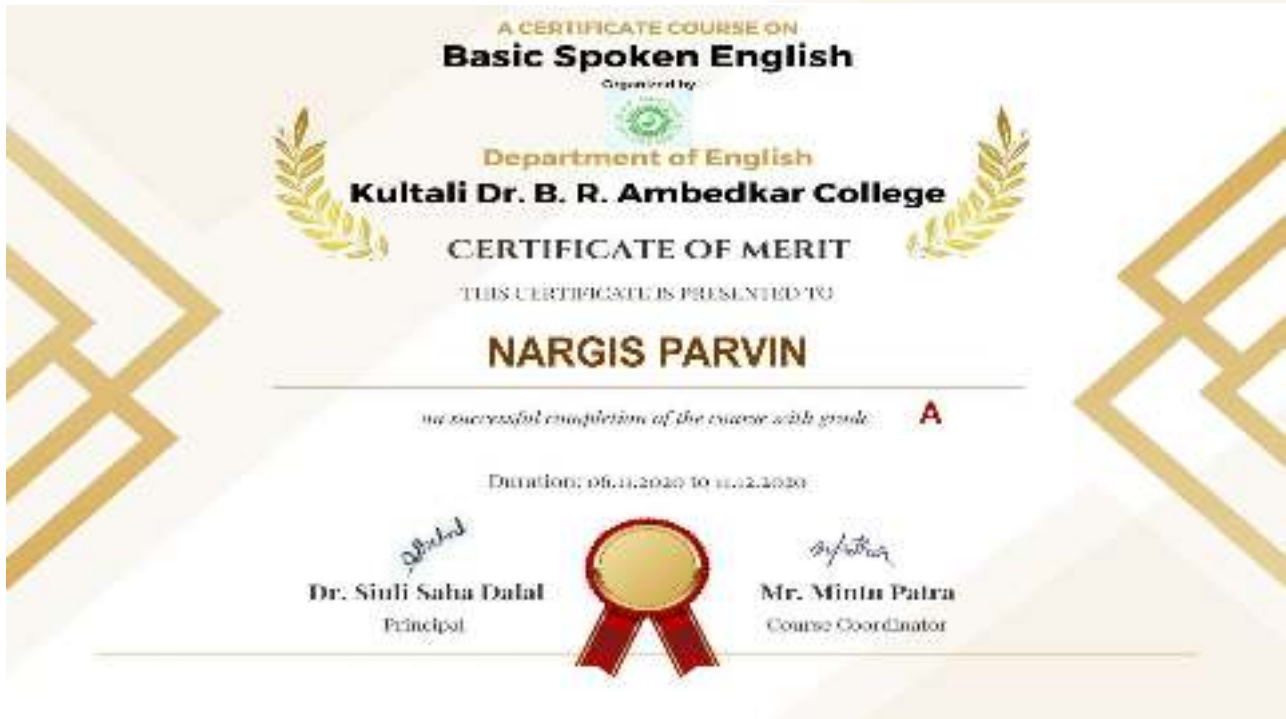 A CERTIFICATE COURSE ON
Basic Spoken English
Organized by
Department of English
Kultali Dr. B. R. Ambedkar College
CERTIFICATE OF MERIT
THIS CERTIFICATE IS PRESENTED TO
NARGIS PARVIN
on successful completion of the course with grade A
Duration: 06.11.2020 to 11.12.2020
Dr. Siuli Saha Dalal Mr. Mintu Patra
Principal Course Coordinator